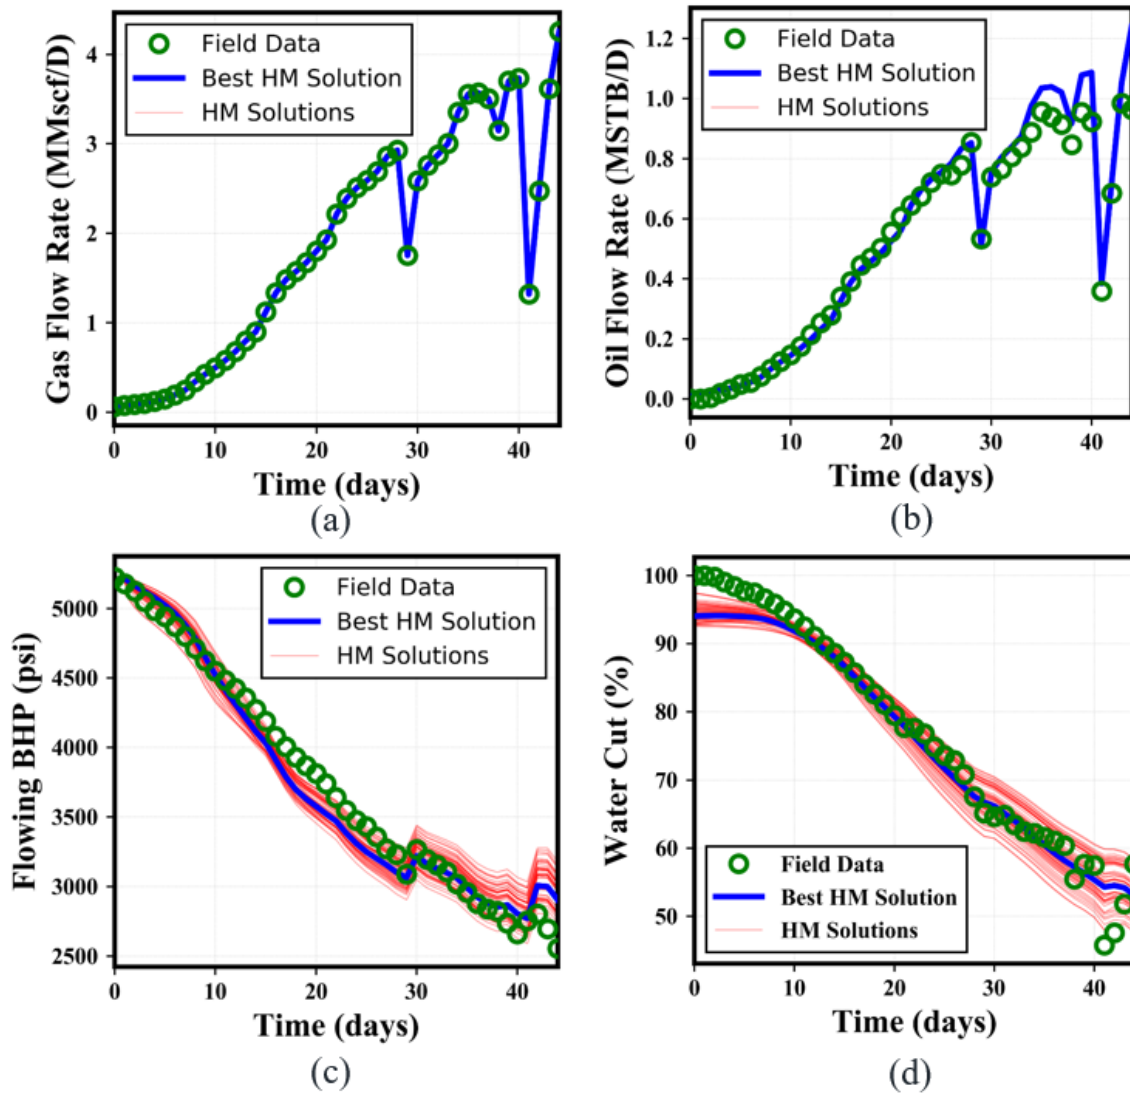 Field Data
Best HM Solution
HM Solutions
4
3
2
1
0
Gas Flow Rate (MMscf/D)
0 10 20 30 40
Time (days)
(a)
Field Data
Best HM Solution
HM Solutions
1.2
1.0
0.8
0.6
0.4
0.2
0.0
Oil Flow Rate (MSTB/D)
0 10 20 30 40
Time (days)
(b)
Field Data
Best HM Solution
HM Solutions
5000
4500
4000
3500
3000
2500
Flowing BHP (psi)
0 10 20 30 40
Time (days)
(c)
100
90
80
70
60
50
Water Cut (%)
Field Data
Best HM Solution
HM Solutions
0 10 20 30 40
Time (days)
(d)